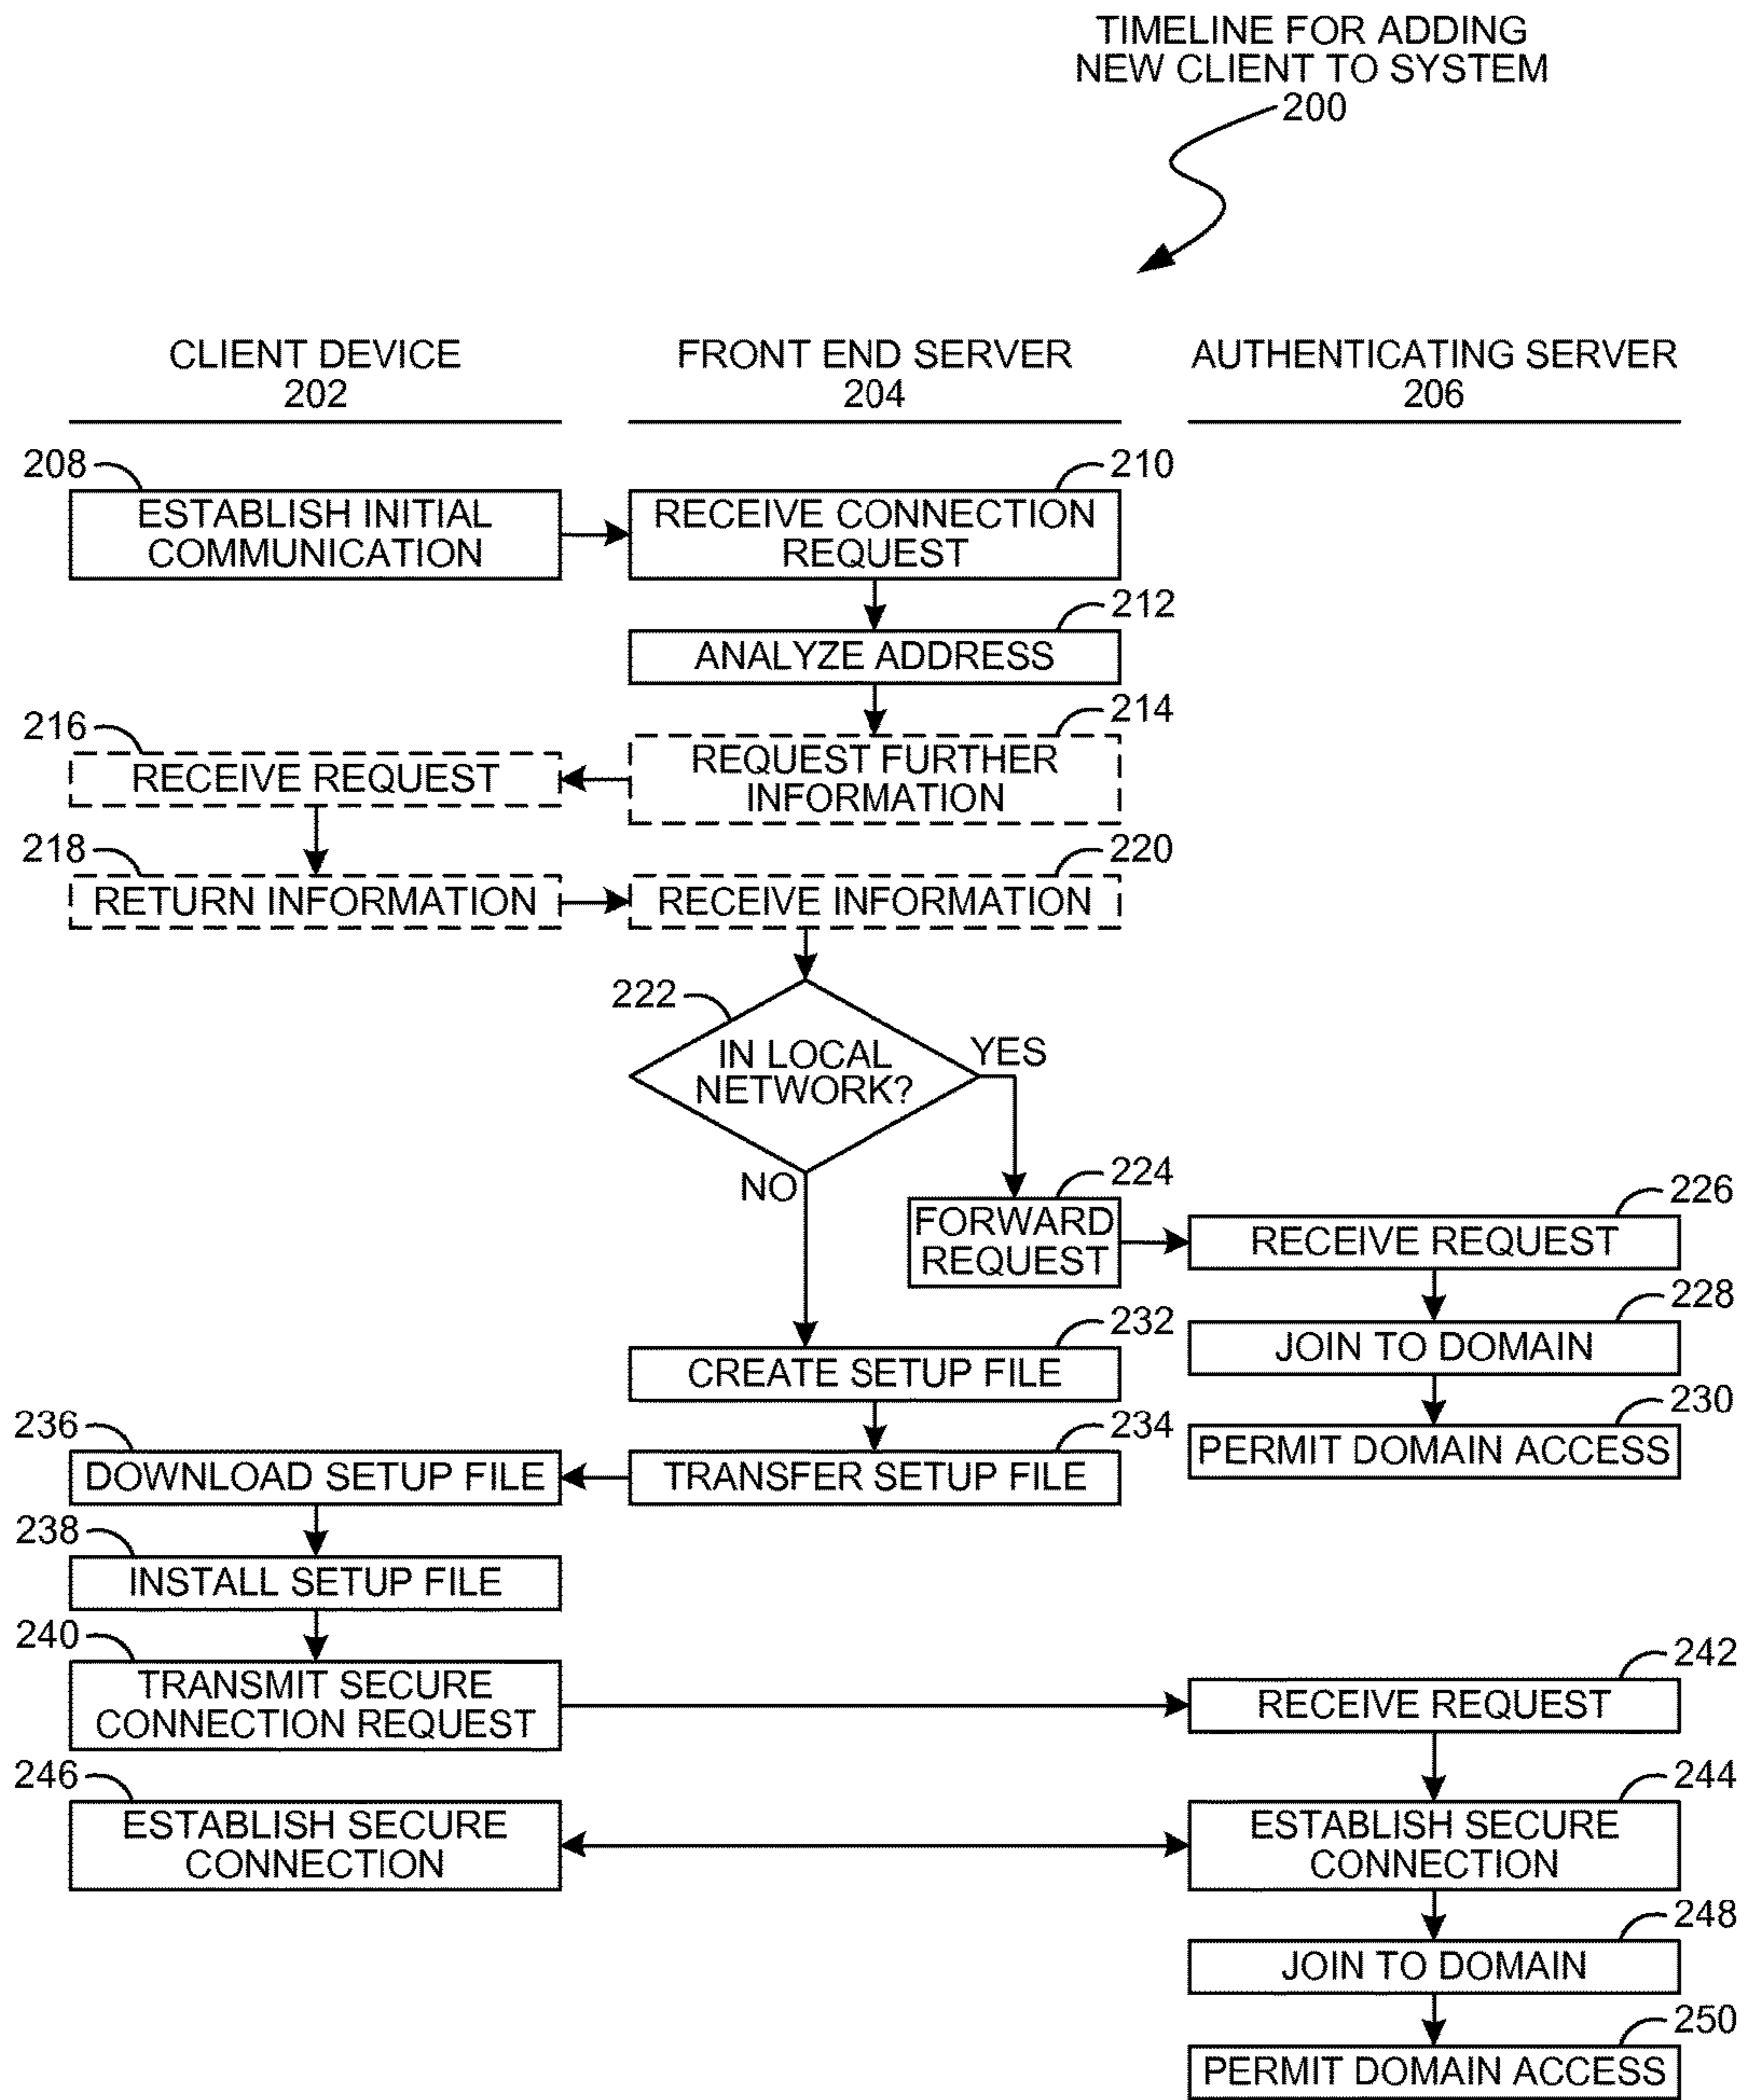 TIMELINE FOR ADDING
NEW CLIENT TO SYSTEM
200
CLIENT DEVICE
202
FRONT END SERVER
204
AUTHENTICATING SERVER
206
208
ESTABLISH INITIAL
COMMUNICATION
210
RECEIVE CONNECTION
REQUEST
212
ANALYZE ADDRESS
214
REQUEST FURTHER
INFORMATION
216
RECEIVE REQUEST
218
RETURN INFORMATION
220
RECEIVE INFORMATION
222
IN LOCAL
NETWORK?
YES
NO
224
FORWARD
REQUEST
226
RECEIVE REQUEST
228
JOIN TO DOMAIN
230
PERMIT DOMAIN ACCESS
232
CREATE SETUP FILE
234
TRANSFER SETUP FILE
236
DOWNLOAD SETUP FILE
238
INSTALL SETUP FILE
240
TRANSMIT SECURE
CONNECTION REQUEST
242
RECEIVE REQUEST
246
ESTABLISH SECURE
CONNECTION
244
ESTABLISH SECURE
CONNECTION
248
JOIN TO DOMAIN
250
PERMIT DOMAIN ACCESS